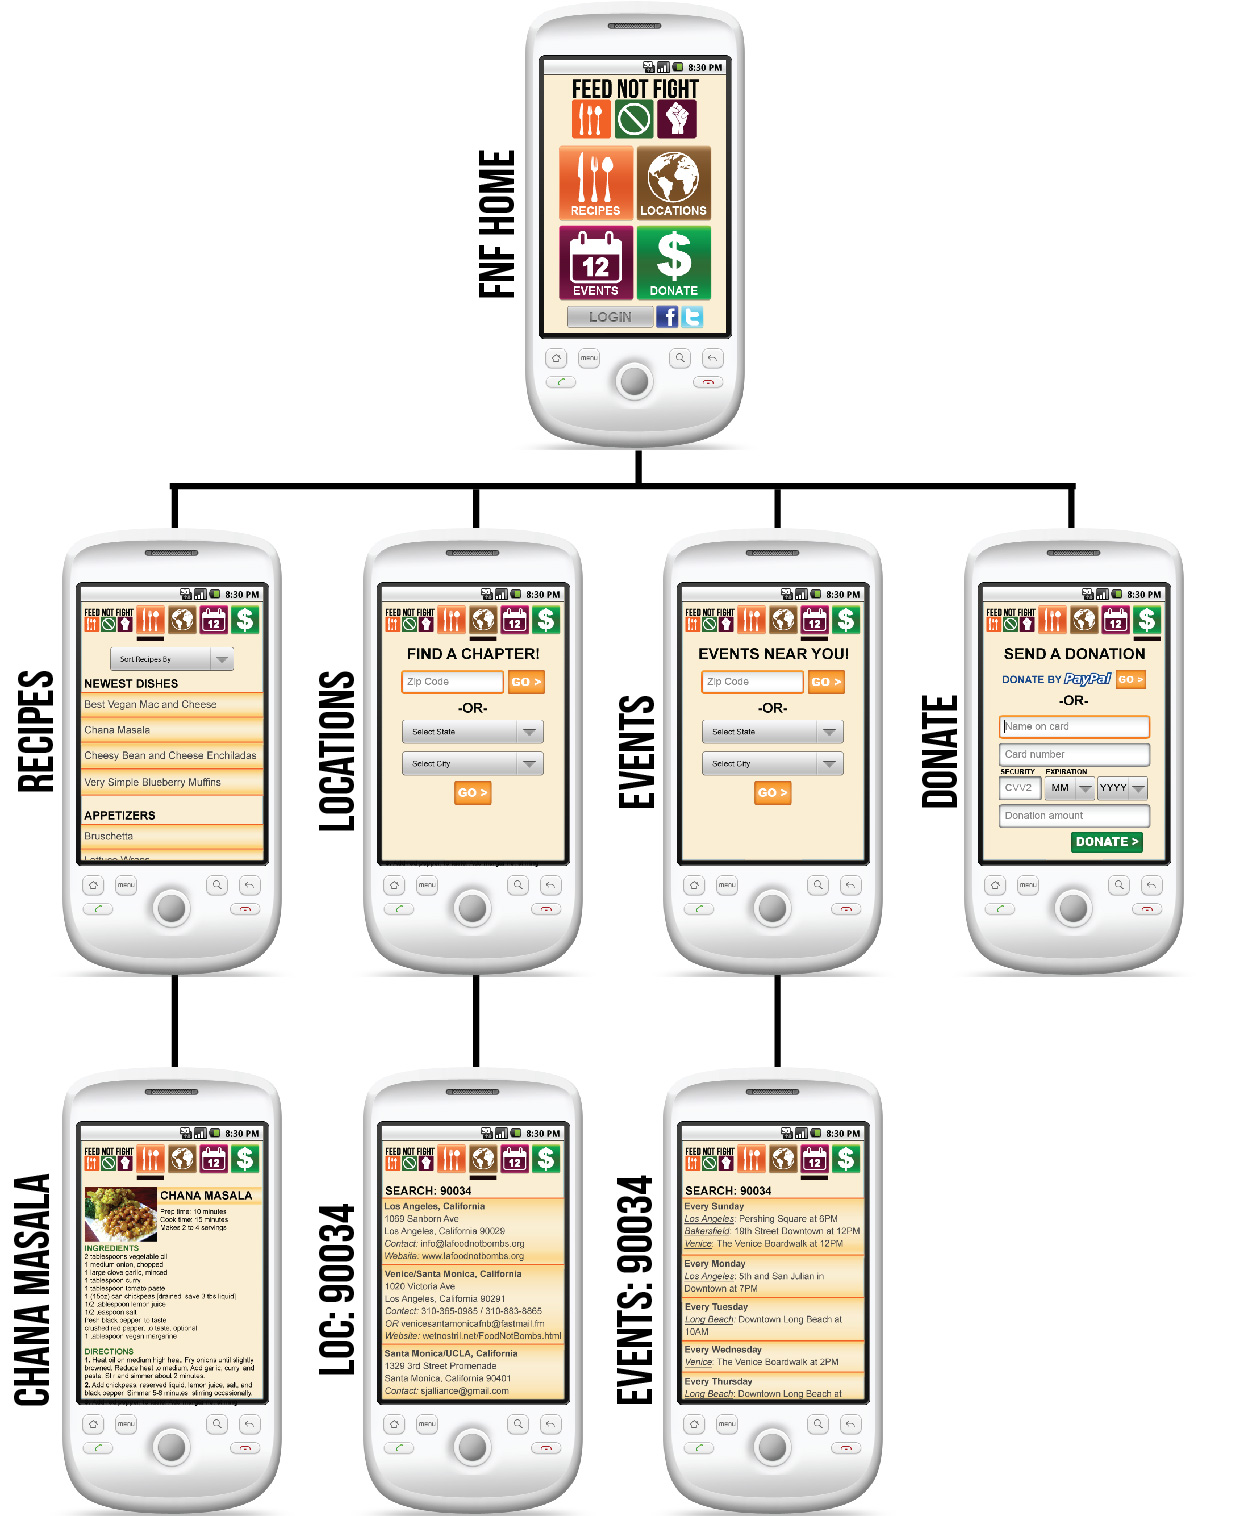 FNF HOME
8:30 PM
FEED NOT FIGHT
RECIPES
LOCATIONS
12
EVENTS
DONATE
LOGIN
menu
RECIPES
8:30 PM
FEED NOT FIGHT
12
Sort Recipes By
NEWEST DISHES
Best Vegan Mac and Cheese
Chana Masala
Cheesy Bean and Cheese Enchiladas
Very Simple Blueberry Muffins
APPETIZERS
Bruschetta
Lettuce Wraps
menu
LOCATIONS
8:30 PM
FEED NOT FIGHT
12
FIND A CHAPTER!
Zip Code
GO >
-OR-
Select State
Select City
GO >
menu
EVENTS
8:30 PM
FEED NOT FIGHT
12
EVENTS NEAR YOU!
Zip Code
GO >
-OR-
Select State
Select City
GO >
menu
DONATE
8:30 PM
FEED NOT FIGHT
12
SEND A DONATION
DONATE BY PayPal GO >
-OR-
Name on card
Card number
SECURITY EXPIRATION
CVV2 MM YYYY
Donation amount
DONATE >
menu
CHANA MASALA
8:30 PM
FEED NOT FIGHT
12
CHANA MASALA
Prep time: 10 minutes
Cook time: 15 minutes
Makes 2 to 4 servings
INGREDIENTS
2 tablespoons vegetable oil
1 medium onion, chopped
1 large clove garlic, minced
1 tablespoon curry
1 tablespoon tomato paste
1 (15oz) can chickpeas (drained, save 3 tbs liquid)
1/2 tablespoon lemon juice
1/2 teaspoon salt
fresh black pepper, to taste
crushed red pepper, to taste, optional
1 tablespoon vegan margarine
DIRECTIONS
1. Heat oil on medium high heat. Fry onions until slightly
browned. Reduce heat to medium. Add garlic, curry, and
paste. Stir and simmer about 2 minutes.
2. Add chickpeas, reserved liquid, lemon juice, salt, and
black pepper. Simmer 5-8 minutes, stirring occasionally.
menu
LOC: 90034
8:30 PM
FEED NOT FIGHT
12
SEARCH: 90034
Los Angeles, California
1069 Sanborn Ave
Los Angeles, California 90029
Contact: info@lafoodnotbombs.org
Website: www.lafoodnotbombs.org
Venice/Santa Monica, California
1020 Victoria Ave
Los Angeles, California 90291
Contact: 310-365-0985 / 310-883-8865
OR venicesantamonicafnb@fastmail.fm
Website: wetnostril.net/FoodNotBombs.html
Santa Monica/UCLA, California
1329 3rd Street Promenade
Santa Monica, California 90401
Contact: sjalliance@gmail.com
menu
EVENTS: 90034
8:30 PM
FEED NOT FIGHT
12
SEARCH: 90034
Every Sunday
Los Angeles: Pershing Square at 6PM
Bakersfield: 19th Street Downtown at 12PM
Venice: The Venice Boardwalk at 12PM
Every Monday
Los Angeles: 5th and San Julian in
Downtown at 7PM
Every Tuesday
Long Beach: Downtown Long Beach at
10AM
Every Wednesday
Venice: The Venice Boardwalk at 2PM
Every Thursday
Long Beach: Downtown Long Beach at
menu